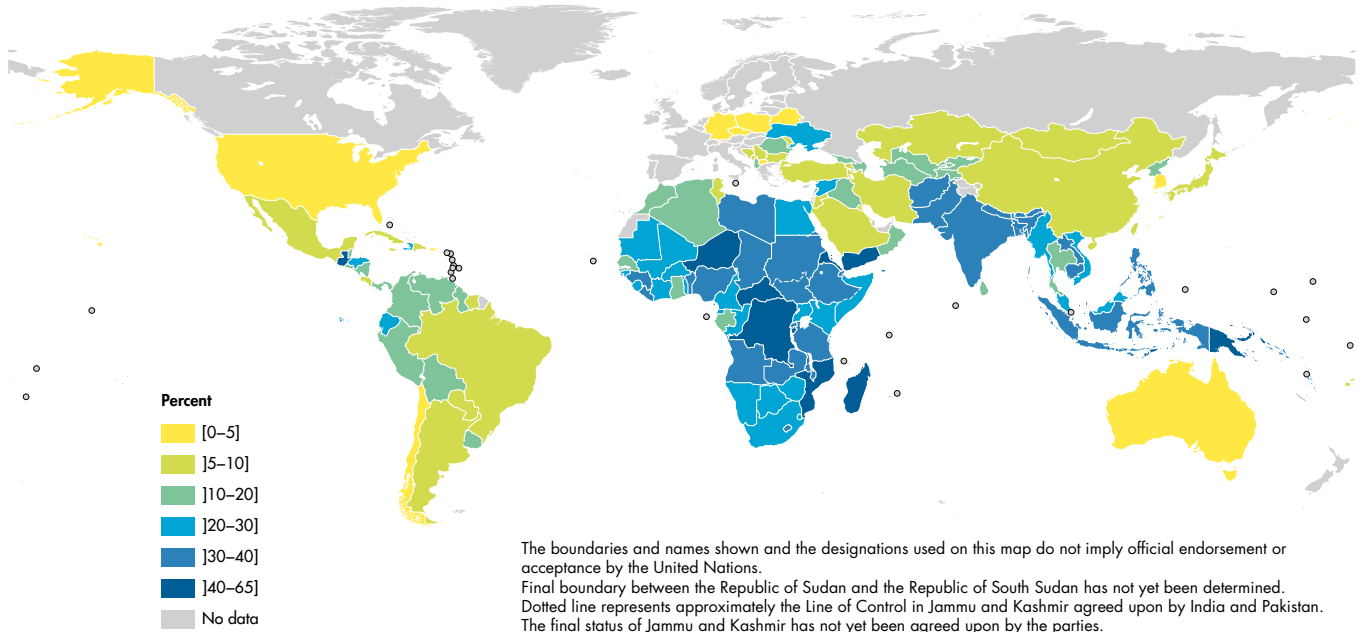 Percent
[0–5]
]5–10]
]10–20]
]20–30]
]30–40]
]40–65]
No data
The boundaries and names shown and the designations used on this map do not imply official endorsement or
acceptance by the United Nations.
Final boundary between the Republic of Sudan and the Republic of South Sudan has not yet been determined.
Dotted line represents approximately the Line of Control in Jammu and Kashmir agreed upon by India and Pakistan.
The final status of Jammu and Kashmir has not yet been agreed upon by the parties.